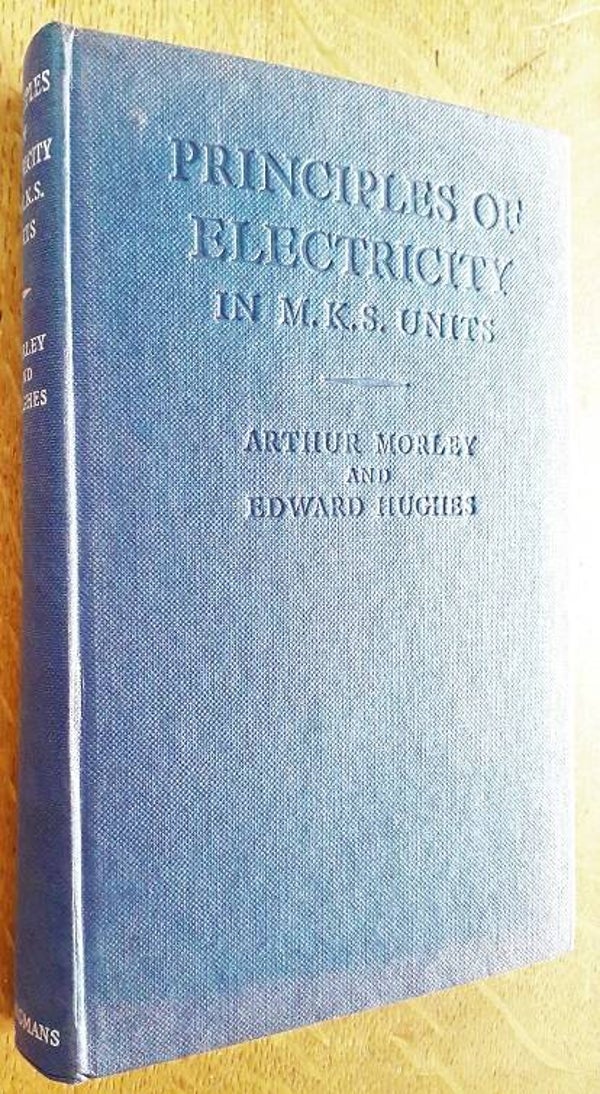 PRINCIPLES OF
ELECTRICITY
IN M.K.S. UNITS
ARTHUR MORLEY
AND
EDWARD HUGHES